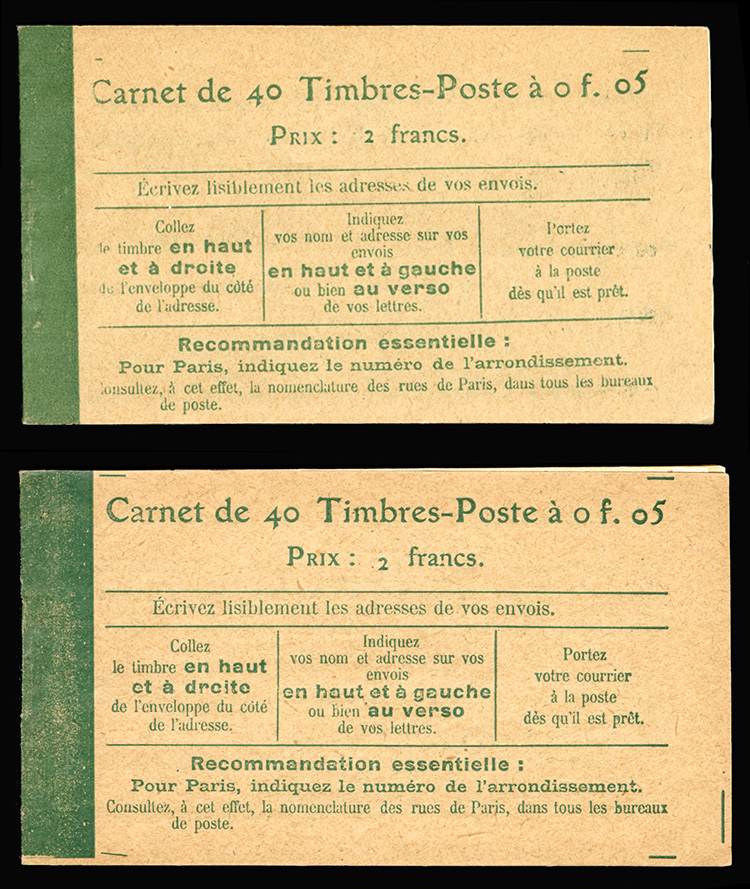 Carnet de 40 Timbres-Poste à 0 f. 05
PRIX : 2 francs.
Écrivez lisiblement les adresses de vos envois.
Collez
le timbre en haut
et à droite
de l'enveloppe du côté
de l'adresse.
Indiquez
vos nom et adresse sur vos
envois
en haut et à gauche
ou bien au verso
de vos lettres.
Portez
votre courrier
à la poste
dès qu'il est prêt.
Recommandation essentielle :
Pour Paris, indiquez le numéro de l'arrondissement.
Consultez, à cet effet, la nomenclature des rues de Paris, dans tous les bureaux
de poste.
Carnet de 40 Timbres-Poste à 0 f. 05
PRIX : 2 francs.
Écrivez lisiblement les adresses de vos envois.
Collez
le timbre en haut
et à droite
de l'enveloppe du côté
de l'adresse.
Indiquez
vos nom et adresse sur vos
envois
en haut et à gauche
ou bien au verso
de vos lettres.
Portez
votre courrier
à la poste
dès qu'il est prêt.
Recommandation essentielle :
Pour Paris, indiquez le numéro de l'arrondissement.
Consultez, à cet effet, la nomenclature des rues de Paris, dans tous les bureaux
de poste.